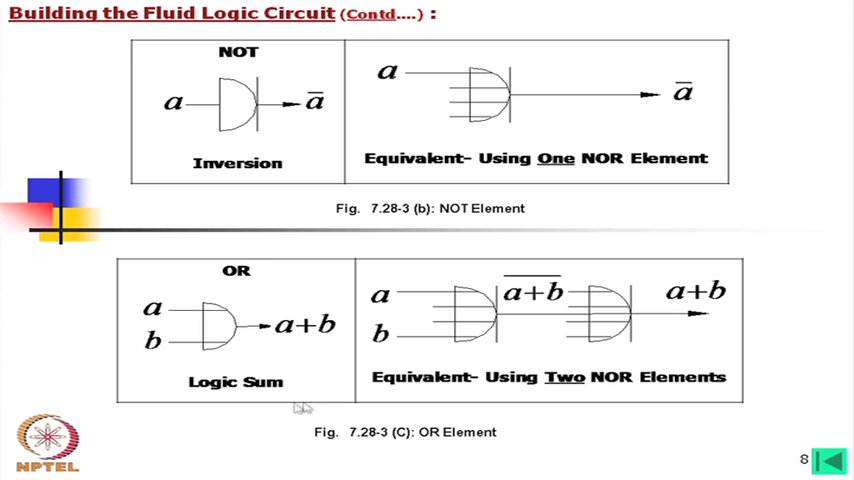 Building the Fluid Logic Circuit (Contd....) :
NOT
a
a̅
Inversion
a
a̅
Equivalent- Using One NOR Element
Fig. 7.28-3 (b): NOT Element
OR
a
b
a+b
Logic Sum
a
b
a̅+̅b̅
a+b
Equivalent- Using Two NOR Elements
Fig. 7.28-3 (C): OR Element
NPTEL
8